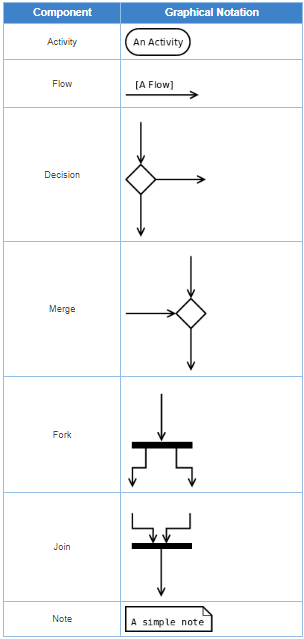 Component Graphical Notation
Activity An Activity
Flow [A Flow]
Decision
Merge
Fork
Join
Note A simple note